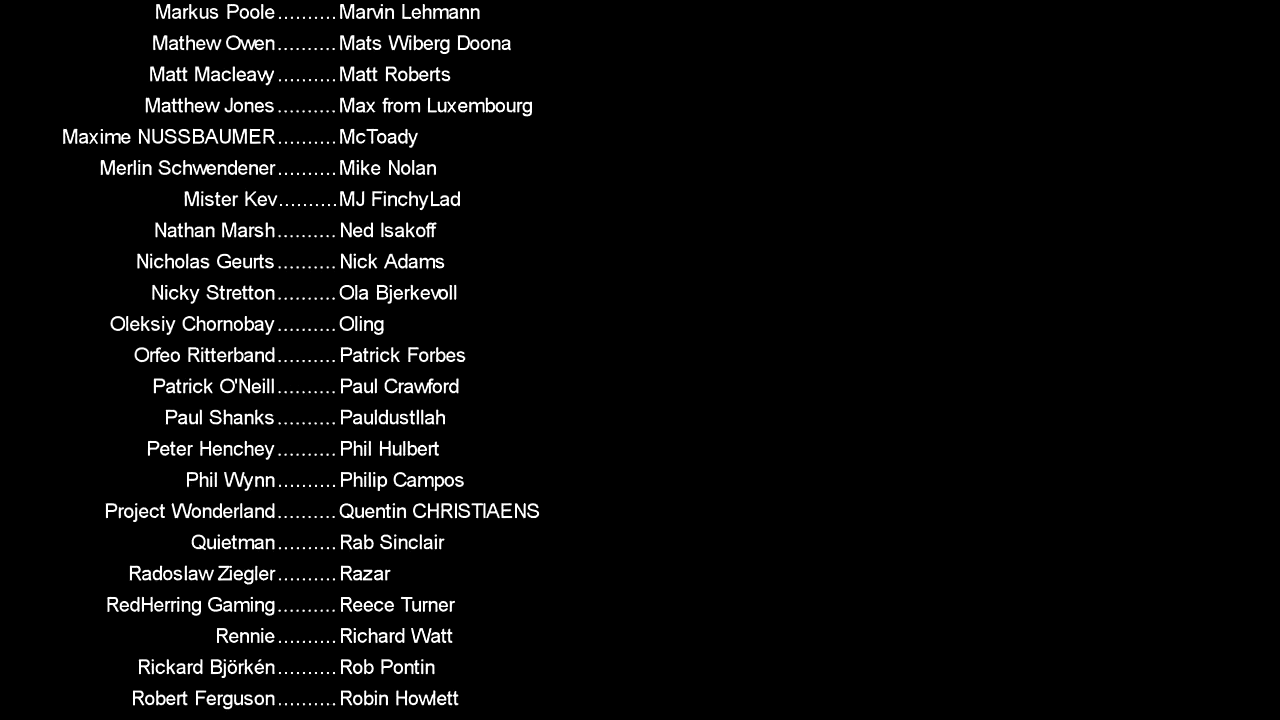 Markus Poole..........Marvin Lehmann
Mathew Owen..........Mats Wiberg Doona
Matt Macleavy..........Matt Roberts
Matthew Jones..........Max from Luxembourg
Maxime NUSSBAUMER..........McToady
Merlin Schwendener..........Mike Nolan
Mister Kev..........MJ FinchyLad
Nathan Marsh..........Ned Isakoff
Nicholas Geurts..........Nick Adams
Nicky Stretton..........Ola Bjerkevoll
Oleksiy Chornobay..........Oling
Orfeo Ritterband..........Patrick Forbes
Patrick O'Neill..........Paul Crawford
Paul Shanks..........Pauldustllah
Peter Henchey..........Phil Hulbert
Phil Wynn..........Philip Campos
Project Wonderland..........Quentin CHRISTIAENS
Quietman..........Rab Sinclair
Radoslaw Ziegler..........Razar
RedHerring Gaming..........Reece Turner
Rennie..........Richard Watt
Rickard Björkén..........Rob Pontin
Robert Ferguson..........Robin Howlett